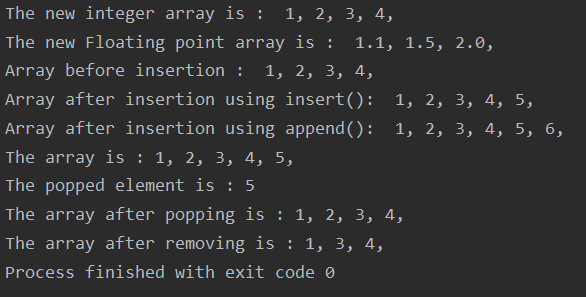 The new integer array is :  1, 2, 3, 4,
The new Floating point array is :  1.1, 1.5, 2.0,
Array before insertion :  1, 2, 3, 4,
Array after insertion using insert():  1, 2, 3, 4, 5,
Array after insertion using append():  1, 2, 3, 4, 5, 6,
The array is : 1, 2, 3, 4, 5,
The popped element is : 5
The array after popping is : 1, 2, 3, 4,
The array after removing is : 1, 3, 4,
Process finished with exit code 0